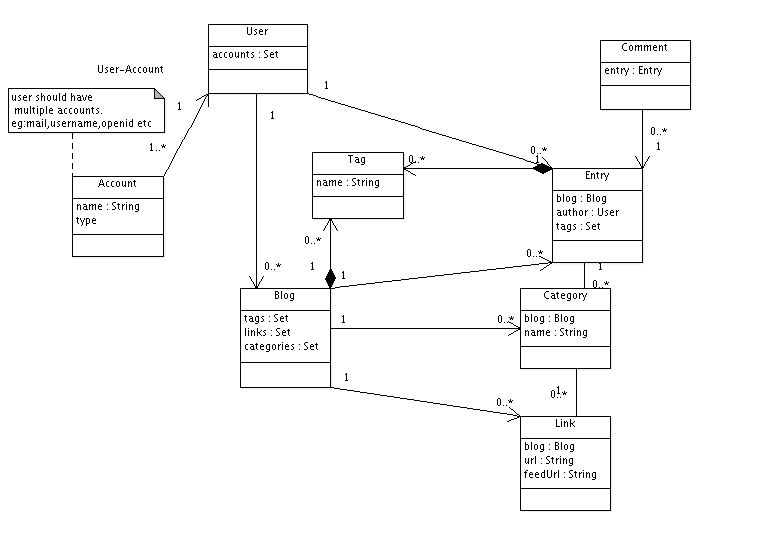 User
accounts : Set
Comment
entry : Entry
User-Account
user should have
multiple accounts.
eg:mail,username,openid etc
1
1
1
1..*
0..*
1
0..*
1
0..*
Tag
name : String
Account
name : String
type
Entry
blog : Blog
author : User
tags : Set
0..*
0..*
1
1
0..*
1
0..*
Blog
tags : Set
links : Set
categories : Set
Category
blog : Blog
name : String
1
0..*
1
0..*
1
0..*
Link
blog : Blog
url : String
feedUrl : String